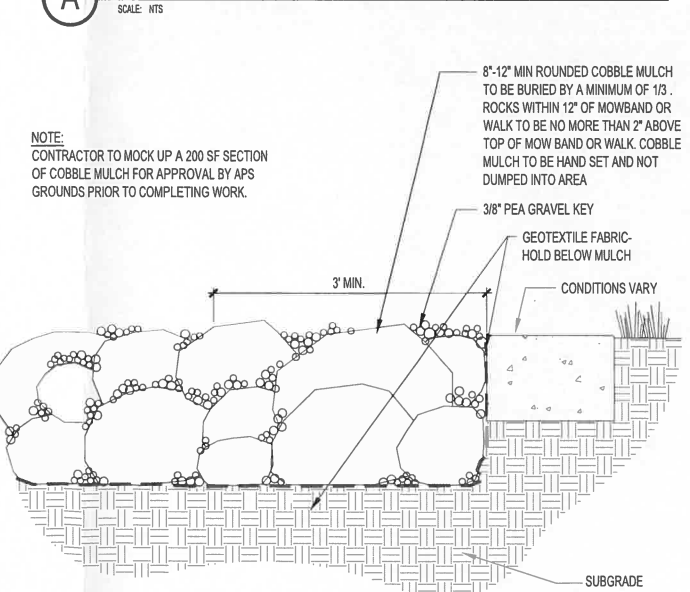 A
SCALE: NTS
8"-12" MIN ROUNDED COBBLE MULCH
TO BE BURIED BY A MINIMUM OF 1/3 .
ROCKS WITHIN 12" OF MOWBAND OR
WALK TO BE NO MORE THAN 2" ABOVE
TOP OF MOW BAND OR WALK. COBBLE
MULCH TO BE HAND SET AND NOT
DUMPED INTO AREA
NOTE:
CONTRACTOR TO MOCK UP A 200 SF SECTION
OF COBBLE MULCH FOR APPROVAL BY APS
GROUNDS PRIOR TO COMPLETING WORK.
3/8" PEA GRAVEL KEY
GEOTEXTILE FABRIC-
HOLD BELOW MULCH
3' MIN.
CONDITIONS VARY
SUBGRADE